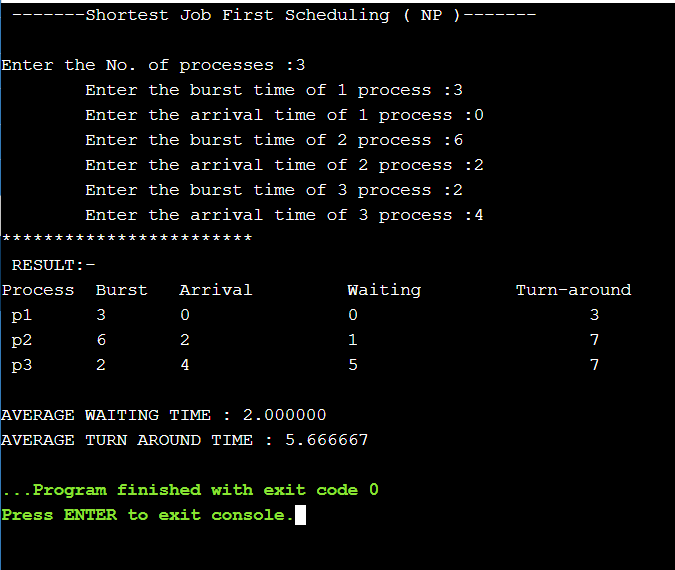 -------Shortest Job First Scheduling ( NP )-------
Enter the No. of processes :3
Enter the burst time of 1 process :3
Enter the arrival time of 1 process :0
Enter the burst time of 2 process :6
Enter the arrival time of 2 process :2
Enter the burst time of 3 process :2
Enter the arrival time of 3 process :4
************************
RESULT:-
Process Burst Arrival Waiting Turn-around
p1 3 0 0 3
p2 6 2 1 7
p3 2 4 5 7
AVERAGE WAITING TIME : 2.000000
AVERAGE TURN AROUND TIME : 5.666667
...Program finished with exit code 0
Press ENTER to exit console.